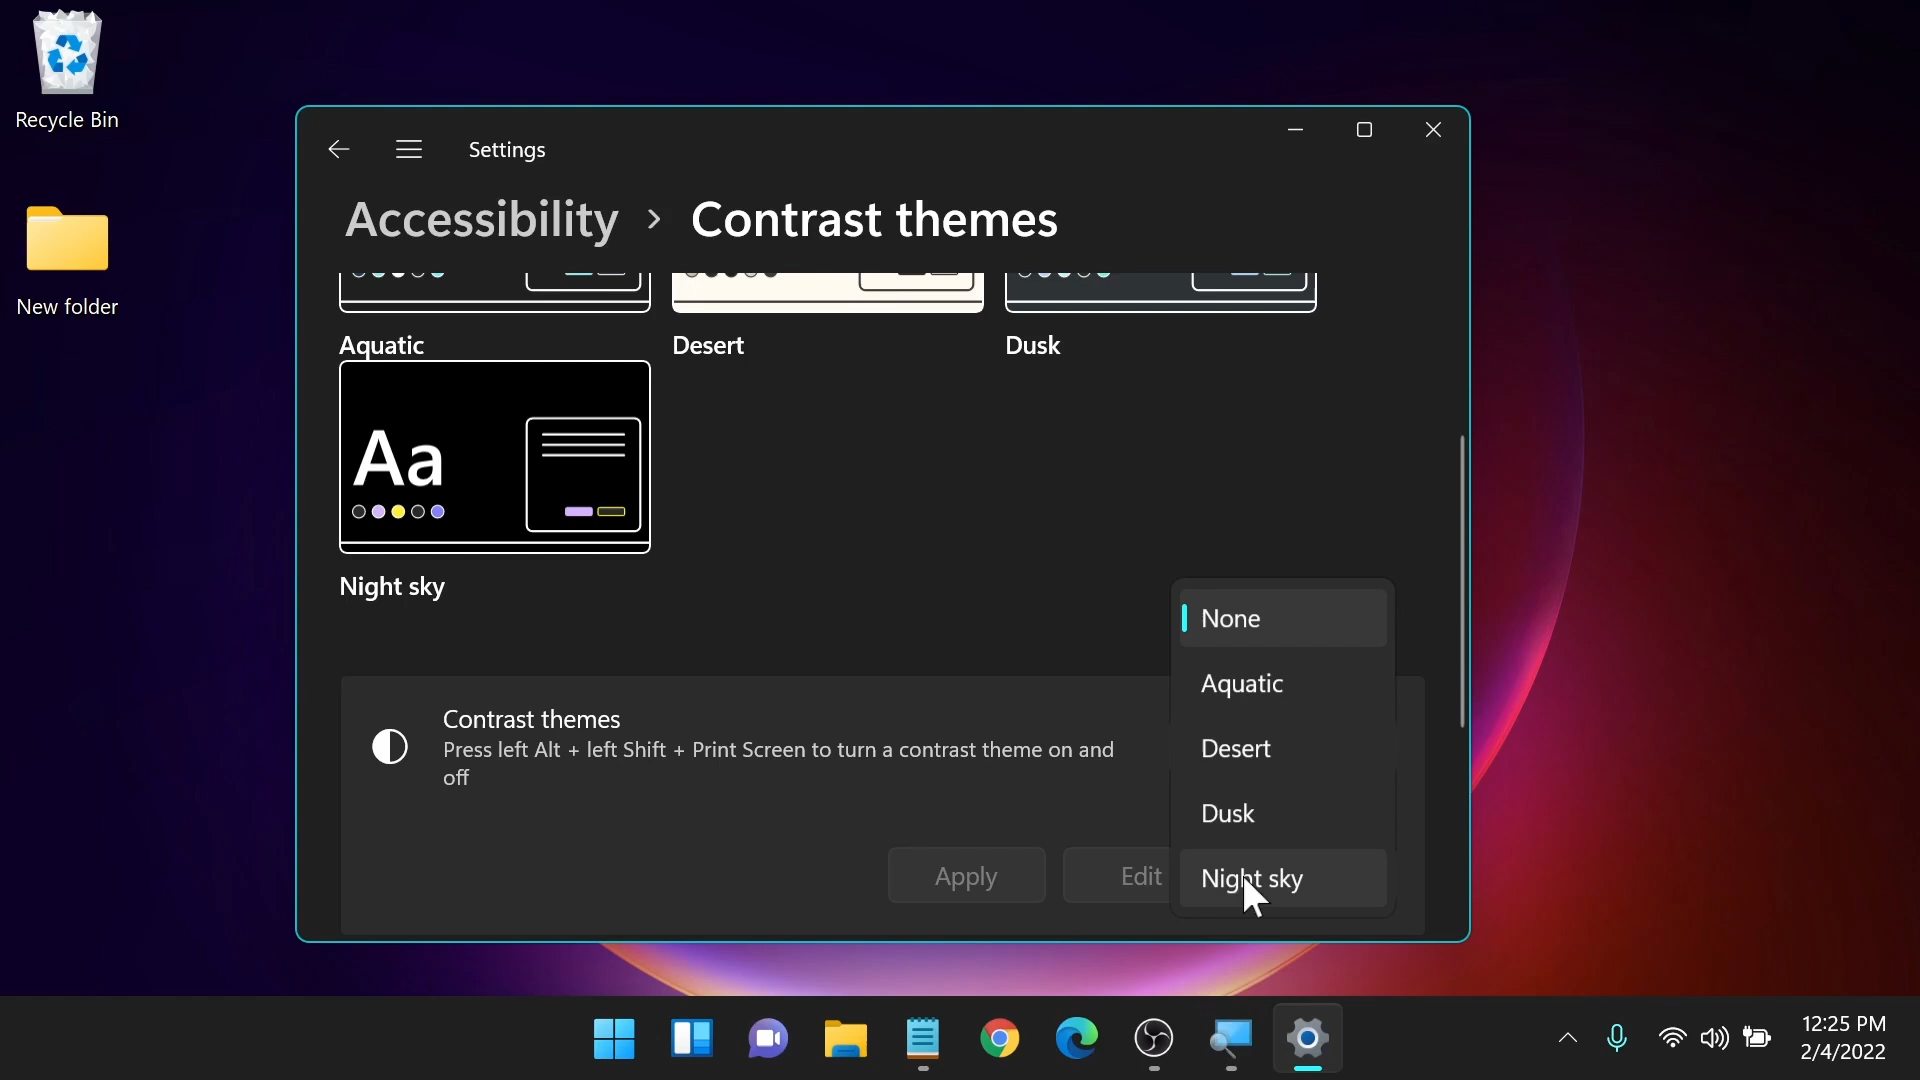 Recycle Bin
New folder
Settings
Accessibility > Contrast themes
Aquatic
Desert
Dusk
Aa
Night sky
Contrast themes
Press left Alt + left Shift + Print Screen to turn a contrast theme on and
off
Apply
Edit
None
Aquatic
Desert
Dusk
Night sky
12:25 PM
2/4/2022